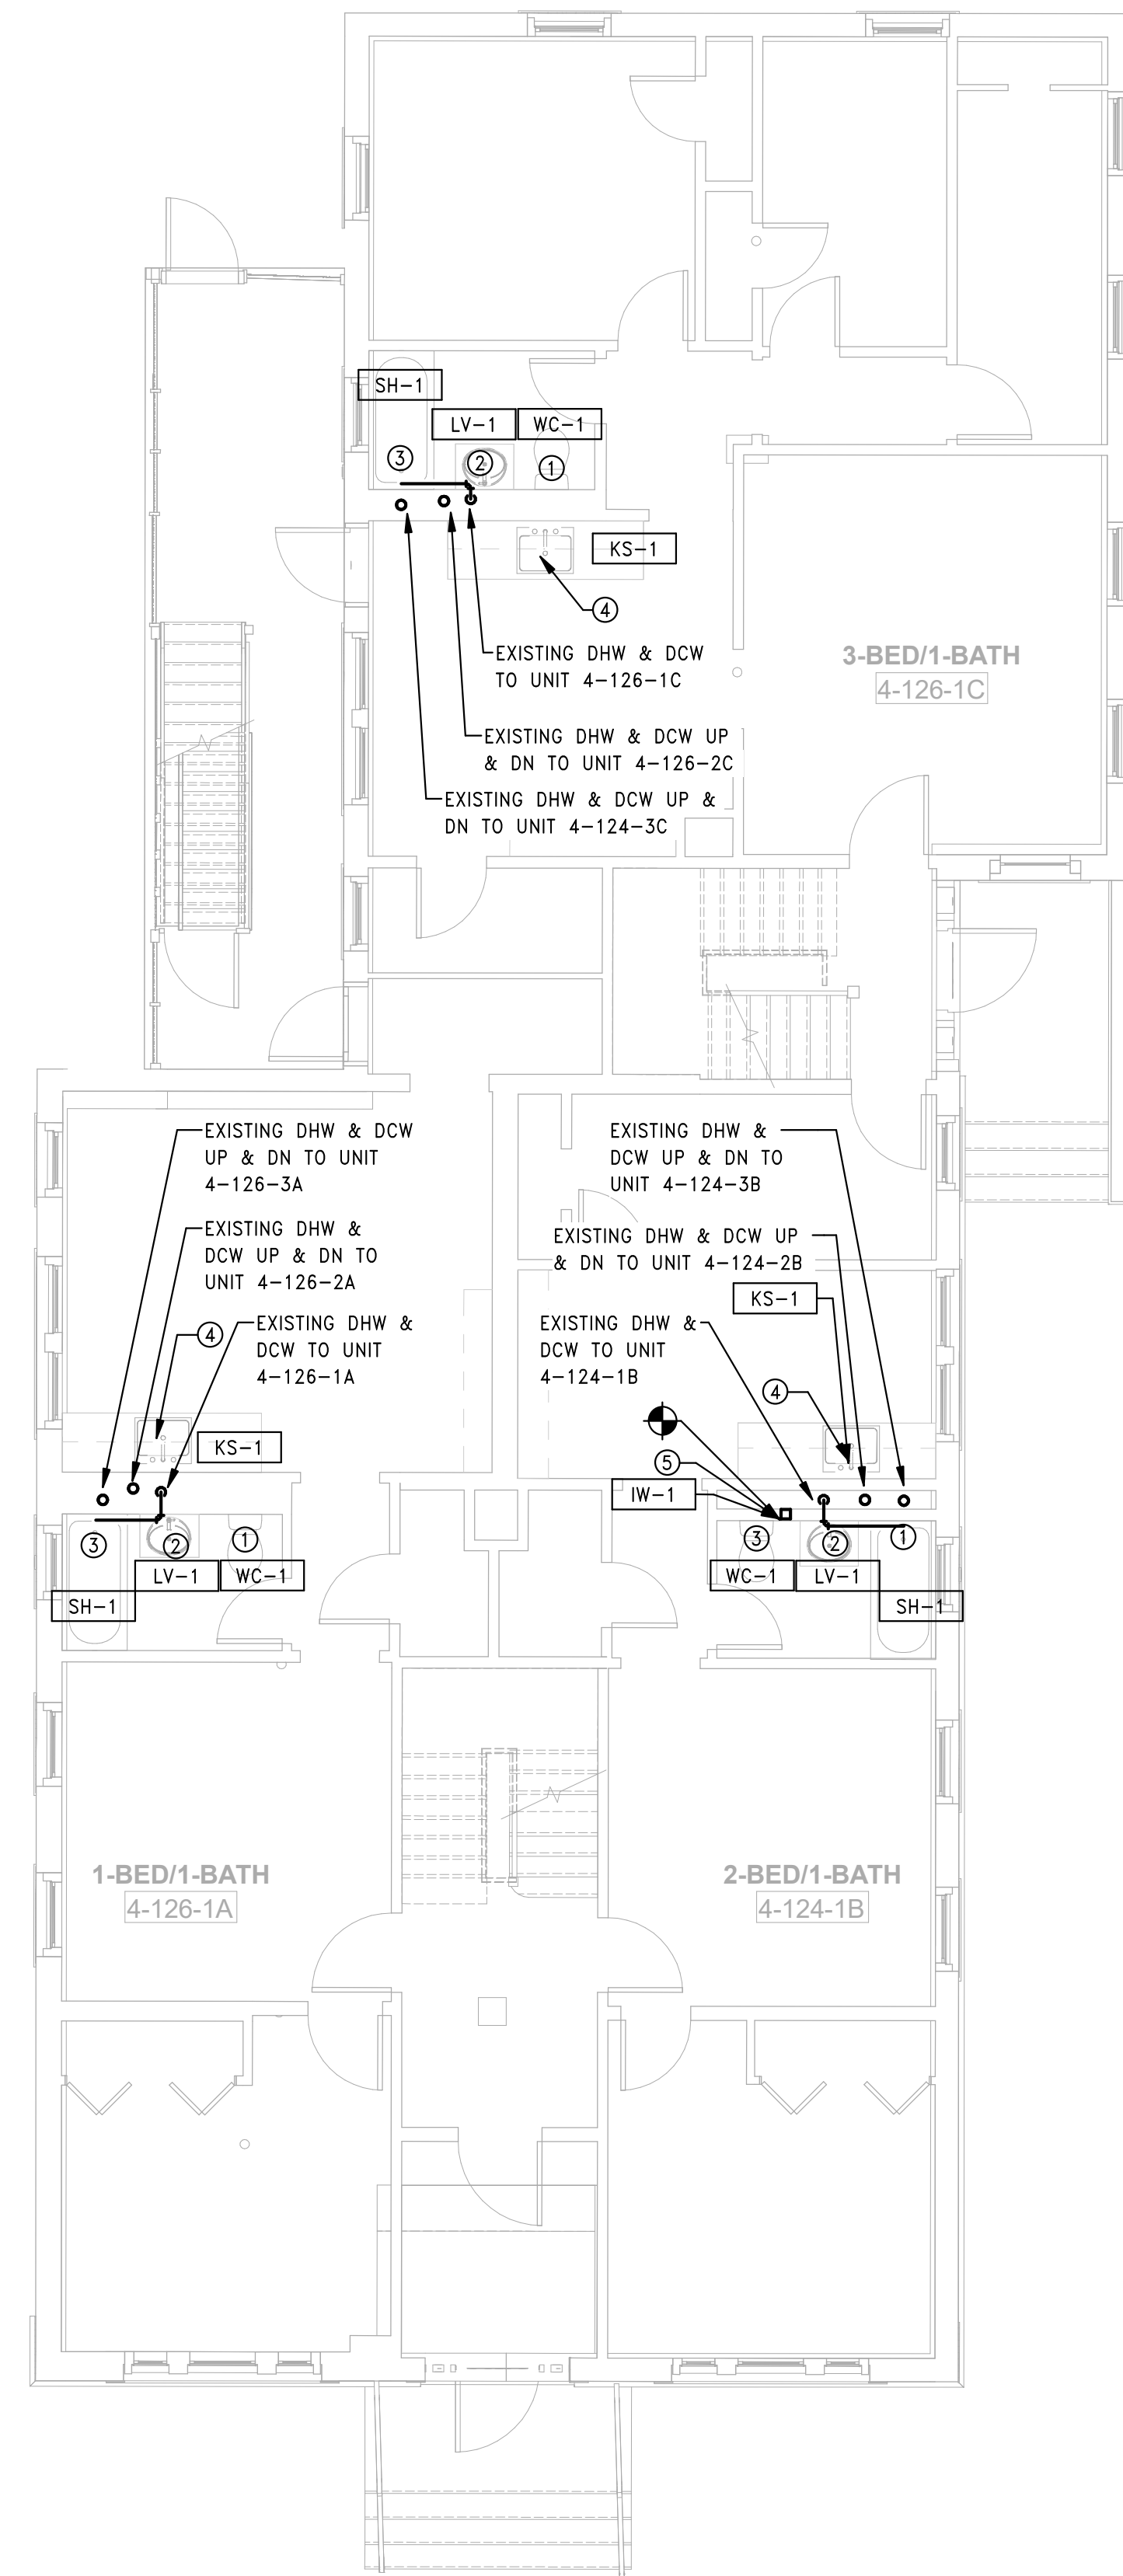 SH-1
LV-1
WC-1
3
2
1
KS-1
4
EXISTING DHW & DCW
TO UNIT 4-126-1C
3-BED/1-BATH
4-126-1C
EXISTING DHW & DCW UP
& DN TO UNIT 4-126-2C
EXISTING DHW & DCW UP &
DN TO UNIT 4-124-3C
EXISTING DHW & DCW
UP & DN TO UNIT
4-126-3A
EXISTING DHW &
DCW UP & DN TO
UNIT 4-126-2A
EXISTING DHW &
DCW TO UNIT
4-126-1A
4
KS-1
EXISTING DHW &
DCW UP & DN TO
UNIT 4-124-3B
EXISTING DHW & DCW UP
& DN TO UNIT 4-124-2B
KS-1
EXISTING DHW &
DCW TO UNIT
4-124-1B
4
5
IW-1
3
2
1
LV-1
WC-1
SH-1
3
2
1
WC-1
LV-1
SH-1
1-BED/1-BATH
4-126-1A
2-BED/1-BATH
4-124-1B